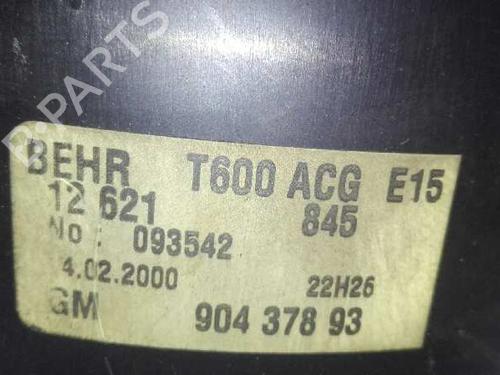 B.PARTS
BEHR T600 ACG E15
12 621 845
No: 093542
4.02.2000 22H26
GM 904 378 93